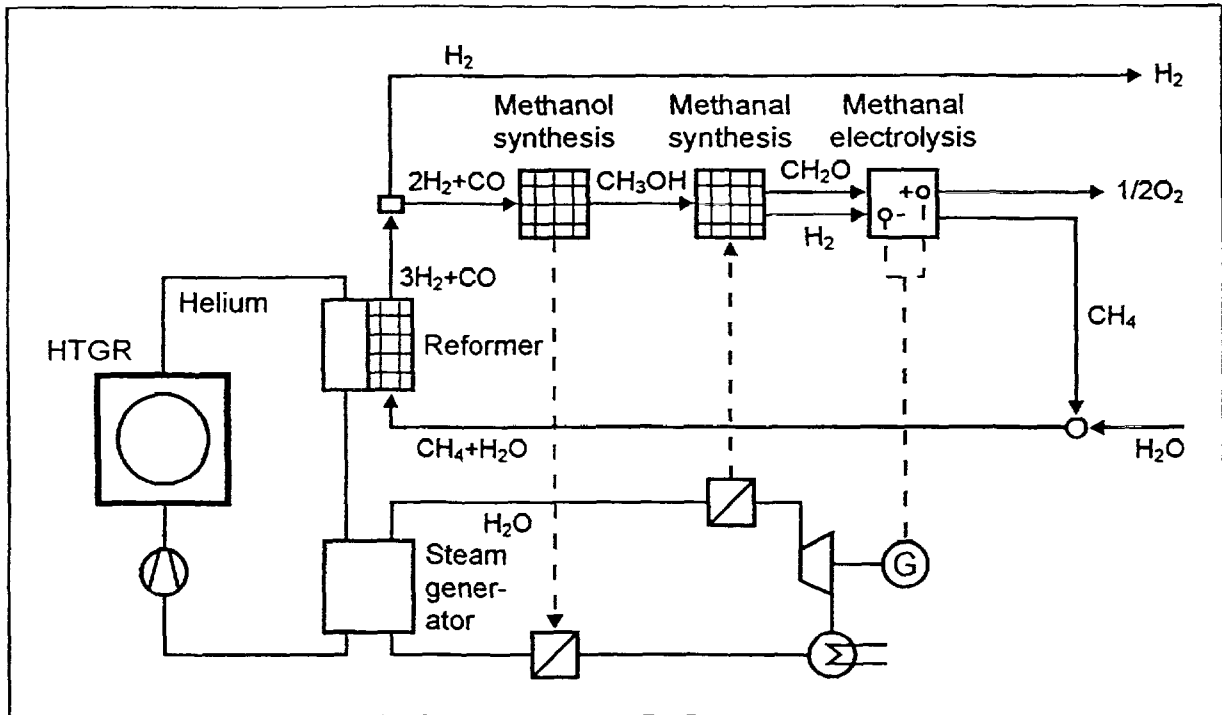 H2
H2
Methanol
synthesis
Methanal
synthesis
Methanal
electrolysis
2H2+CO
CH3OH
CH2O
H2
+
-
1/2O2
3H2+CO
Helium
HTGR
Reformer
CH4
CH4+H2O
H2O
H2O
Steam
gener-
ator
G